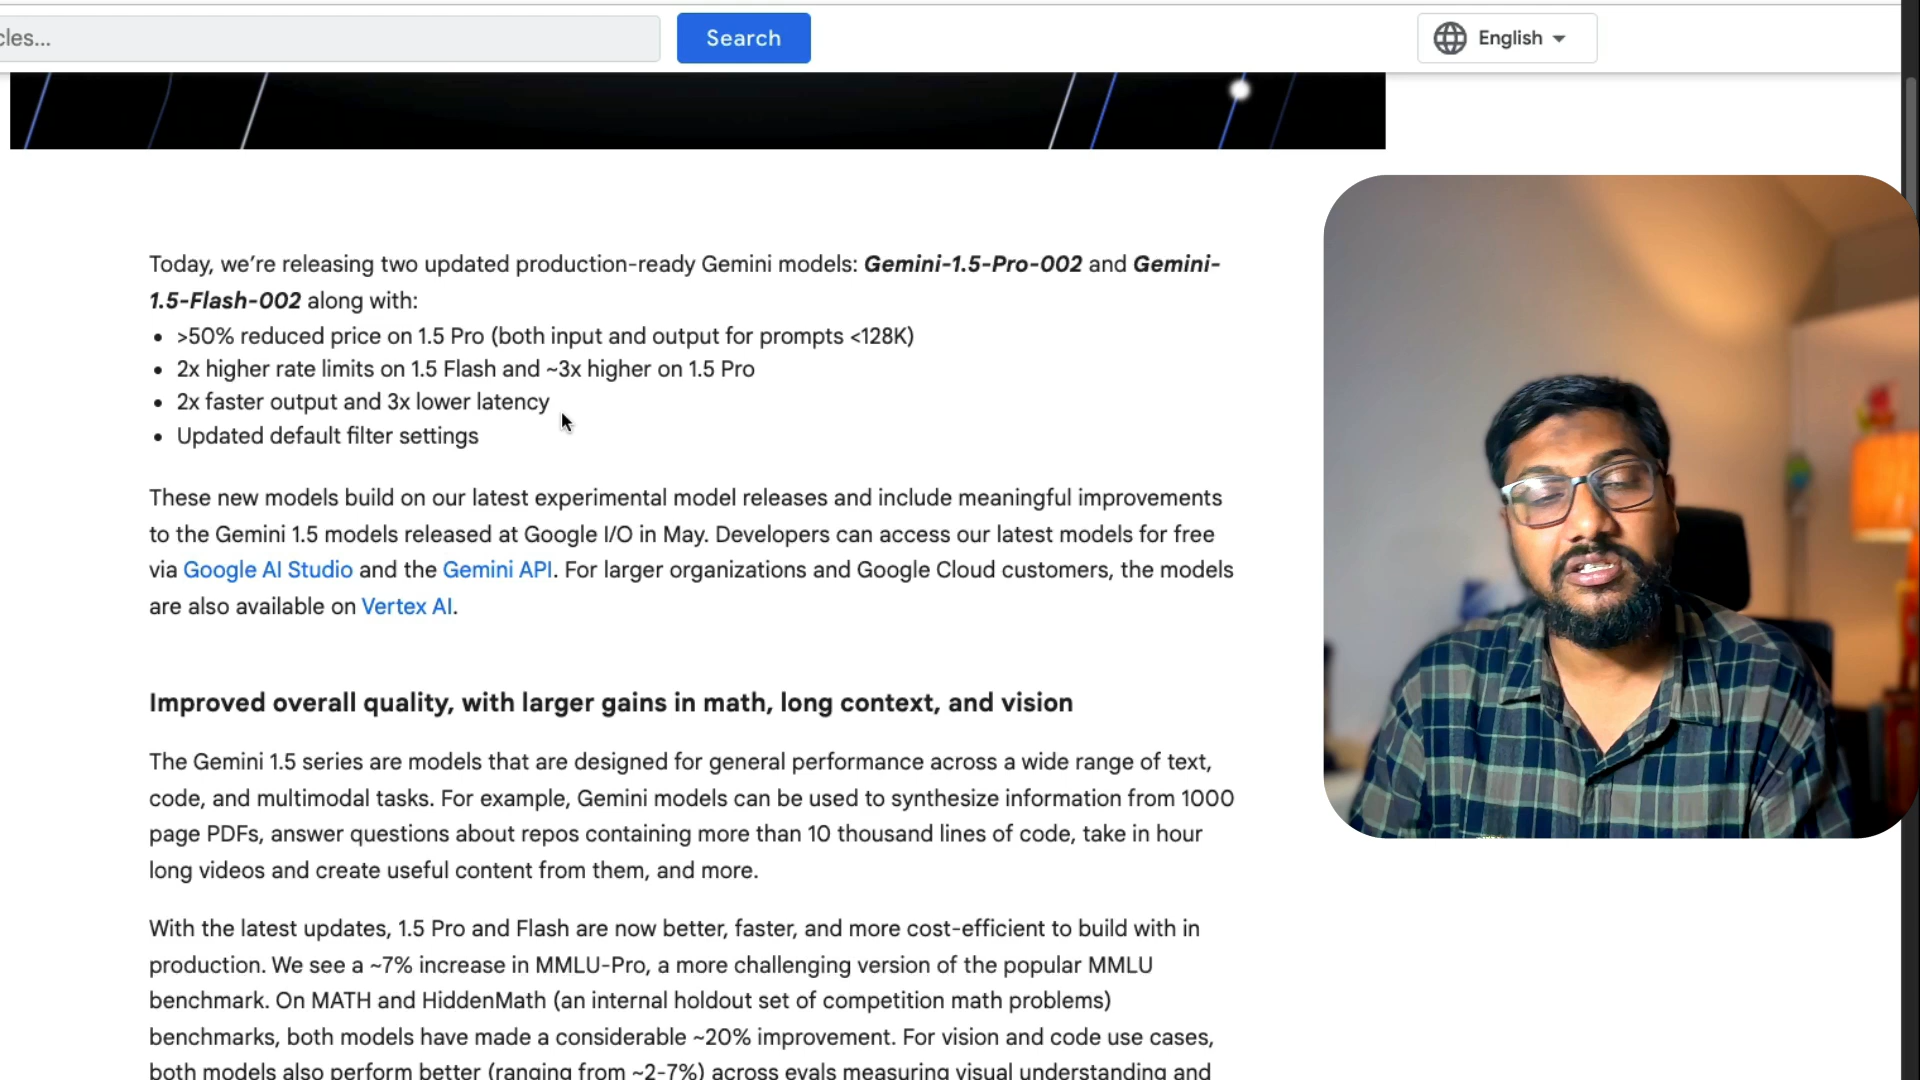 cles...
Search
English
Today, we’re releasing two updated production-ready Gemini models: Gemini-1.5-Pro-002 and Gemini-
1.5-Flash-002 along with:
• >50% reduced price on 1.5 Pro (both input and output for prompts <128K)
• 2x higher rate limits on 1.5 Flash and ~3x higher on 1.5 Pro
• 2x faster output and 3x lower latency
• Updated default filter settings
These new models build on our latest experimental model releases and include meaningful improvements
to the Gemini 1.5 models released at Google I/O in May. Developers can access our latest models for free
via Google AI Studio and the Gemini API. For larger organizations and Google Cloud customers, the models
are also available on Vertex AI.
Improved overall quality, with larger gains in math, long context, and vision
The Gemini 1.5 series are models that are designed for general performance across a wide range of text,
code, and multimodal tasks. For example, Gemini models can be used to synthesize information from 1000
page PDFs, answer questions about repos containing more than 10 thousand lines of code, take in hour
long videos and create useful content from them, and more.
With the latest updates, 1.5 Pro and Flash are now better, faster, and more cost-efficient to build with in
production. We see a ~7% increase in MMLU-Pro, a more challenging version of the popular MMLU
benchmark. On MATH and HiddenMath (an internal holdout set of competition math problems)
benchmarks, both models have made a considerable ~20% improvement. For vision and code use cases,
both models also perform better (ranging from ~2-7%) across evals measuring visual understanding and